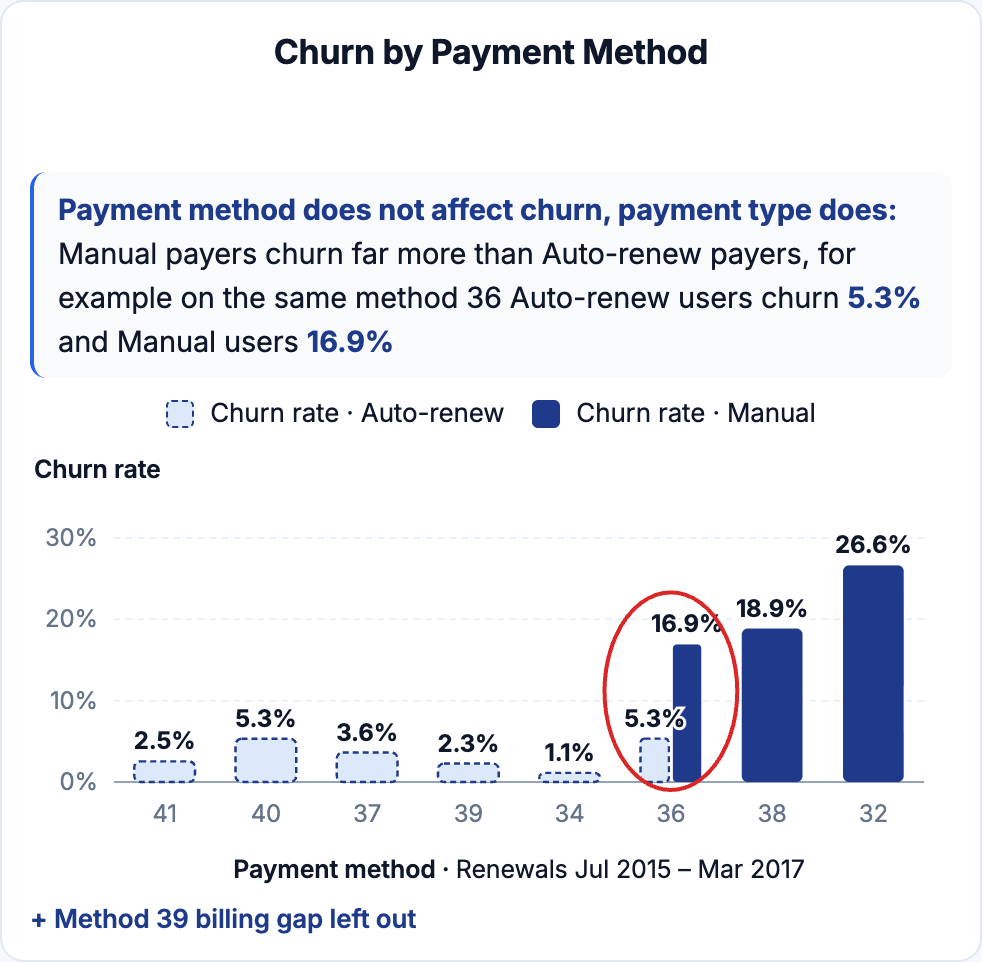 Churn by Payment Method
Payment method does not affect churn, payment type does:
Manual payers churn far more than Auto-renew payers, for
example on the same method 36 Auto-renew users churn 5.3%
and Manual users 16.9%
Churn rate · Auto-renew
Churn rate · Manual
Churn rate
30%
20%
10%
0%
2.5%
5.3%
3.6%
2.3%
1.1%
5.3%
16.9%
18.9%
26.6%
41
40
37
39
34
36
38
32
Payment method · Renewals Jul 2015 – Mar 2017
+ Method 39 billing gap left out